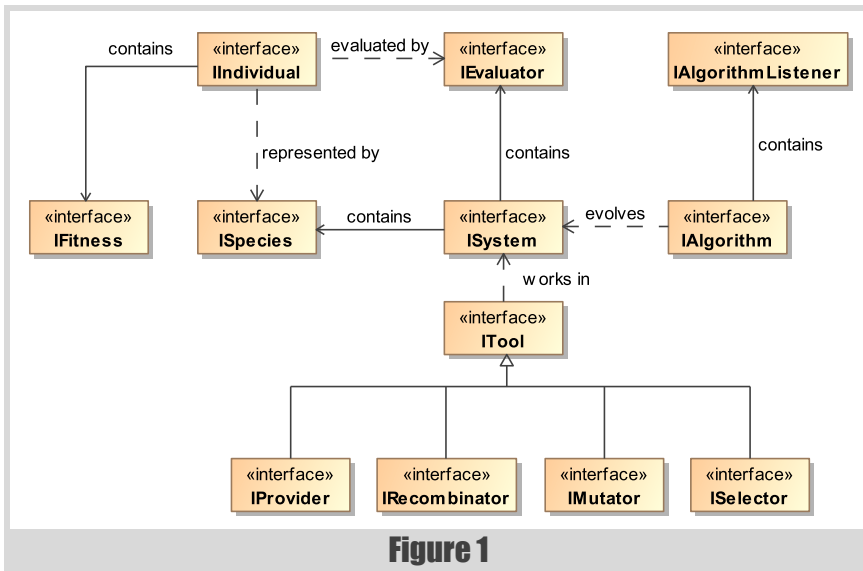 contains
«interface»
IIndividual
evaluated by
«interface»
IEvaluator
«interface»
IAlgorithmListener
represented by
contains
contains
«interface»
IFitness
«interface»
ISpecies
contains
«interface»
ISystem
evolves
«interface»
IAlgorithm
works in
«interface»
ITool
«interface»
IProvider
«interface»
IRecombinator
«interface»
IMutator
«interface»
ISelector
Figure 1